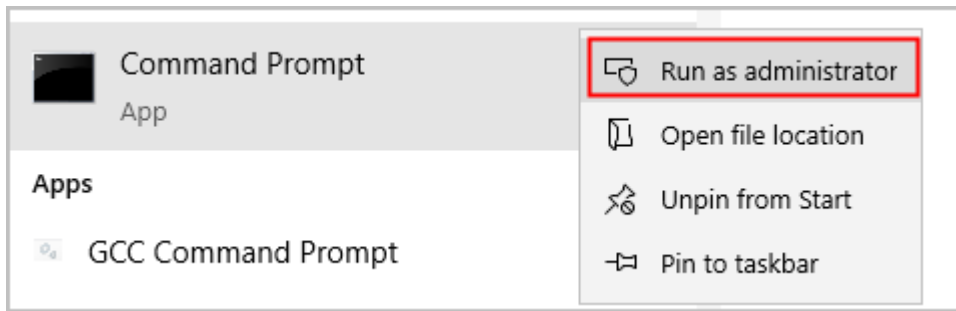 Command Prompt
App
Apps
GCC Command Prompt
Run as administrator
Open file location
Unpin from Start
Pin to taskbar